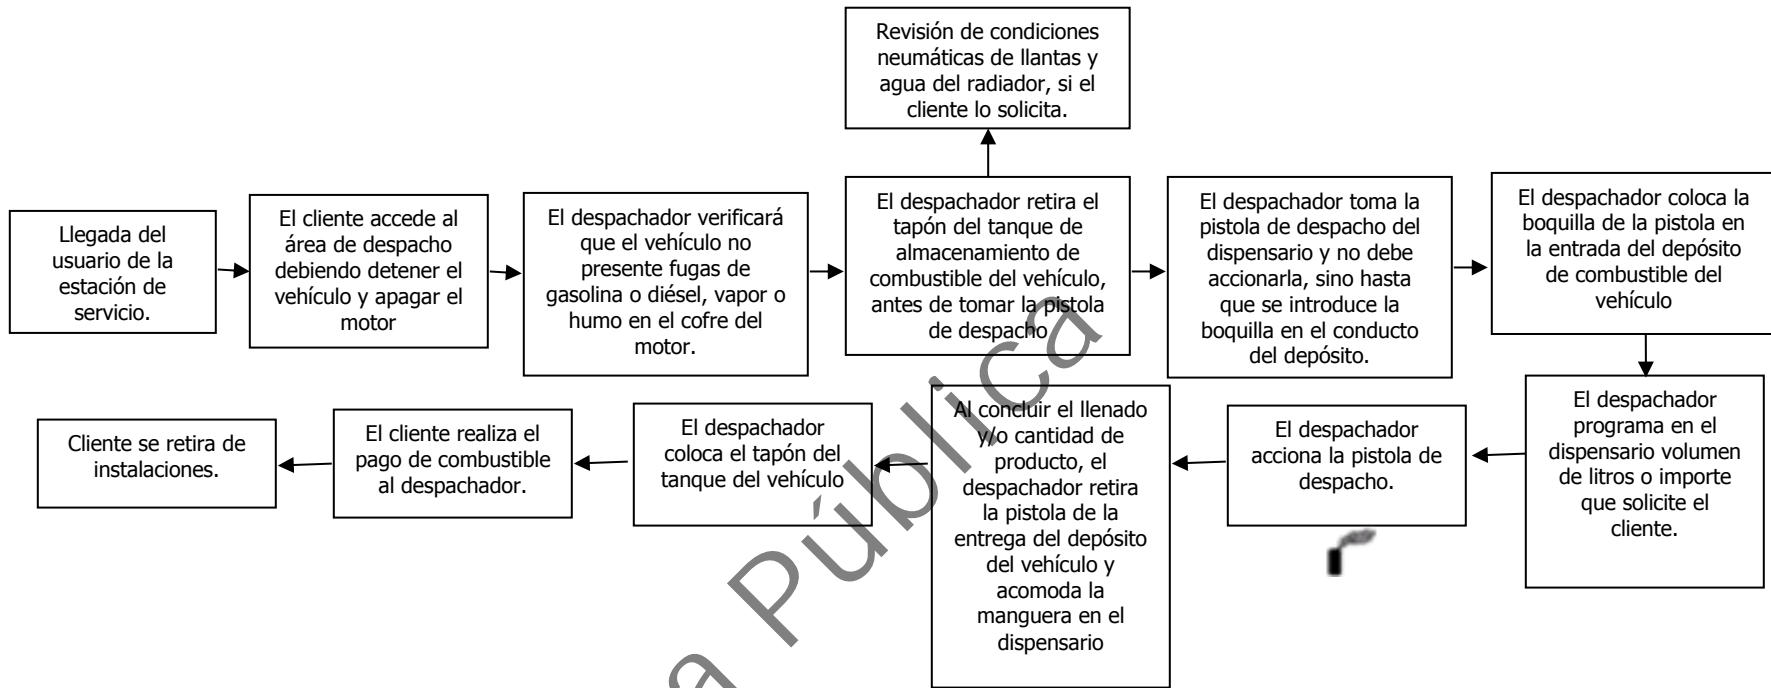 Revisión de condiciones
neumáticas de llantas y
agua del radiador, si el
cliente lo solicita.
Llegada del
usuario de la
estación de
servicio.
El cliente accede al
área de despacho
debiendo detener el
vehículo y apagar el
motor
El despachador verificará
que el vehículo no
presente fugas de
gasolina o diésel, vapor o
humo en el cofre del
motor.
El despachador retira el
tapón del tanque de
almacenamiento de
combustible del vehículo,
antes de tomar la pistola
de despacho
El despachador toma la
pistola de despacho del
dispensario y no debe
accionarla, sino hasta
que se introduce la
boquilla en el conducto
del depósito.
El despachador coloca la
boquilla de la pistola en
la entrada del depósito
de combustible del
vehículo
El despachador
programa en el
dispensario volumen
de litros o importe
que solicite el
cliente.
El despachador
acciona la pistola de
despacho.
Al concluir el llenado
y/o cantidad de
producto, el
despachador retira
la pistola de la
entrega del depósito
del vehículo y
acomoda la
manguera en el
dispensario
El despachador
coloca el tapón del
tanque del vehículo
El cliente realiza el
pago de combustible
al despachador.
Cliente se retira de
instalaciones.
a Pública